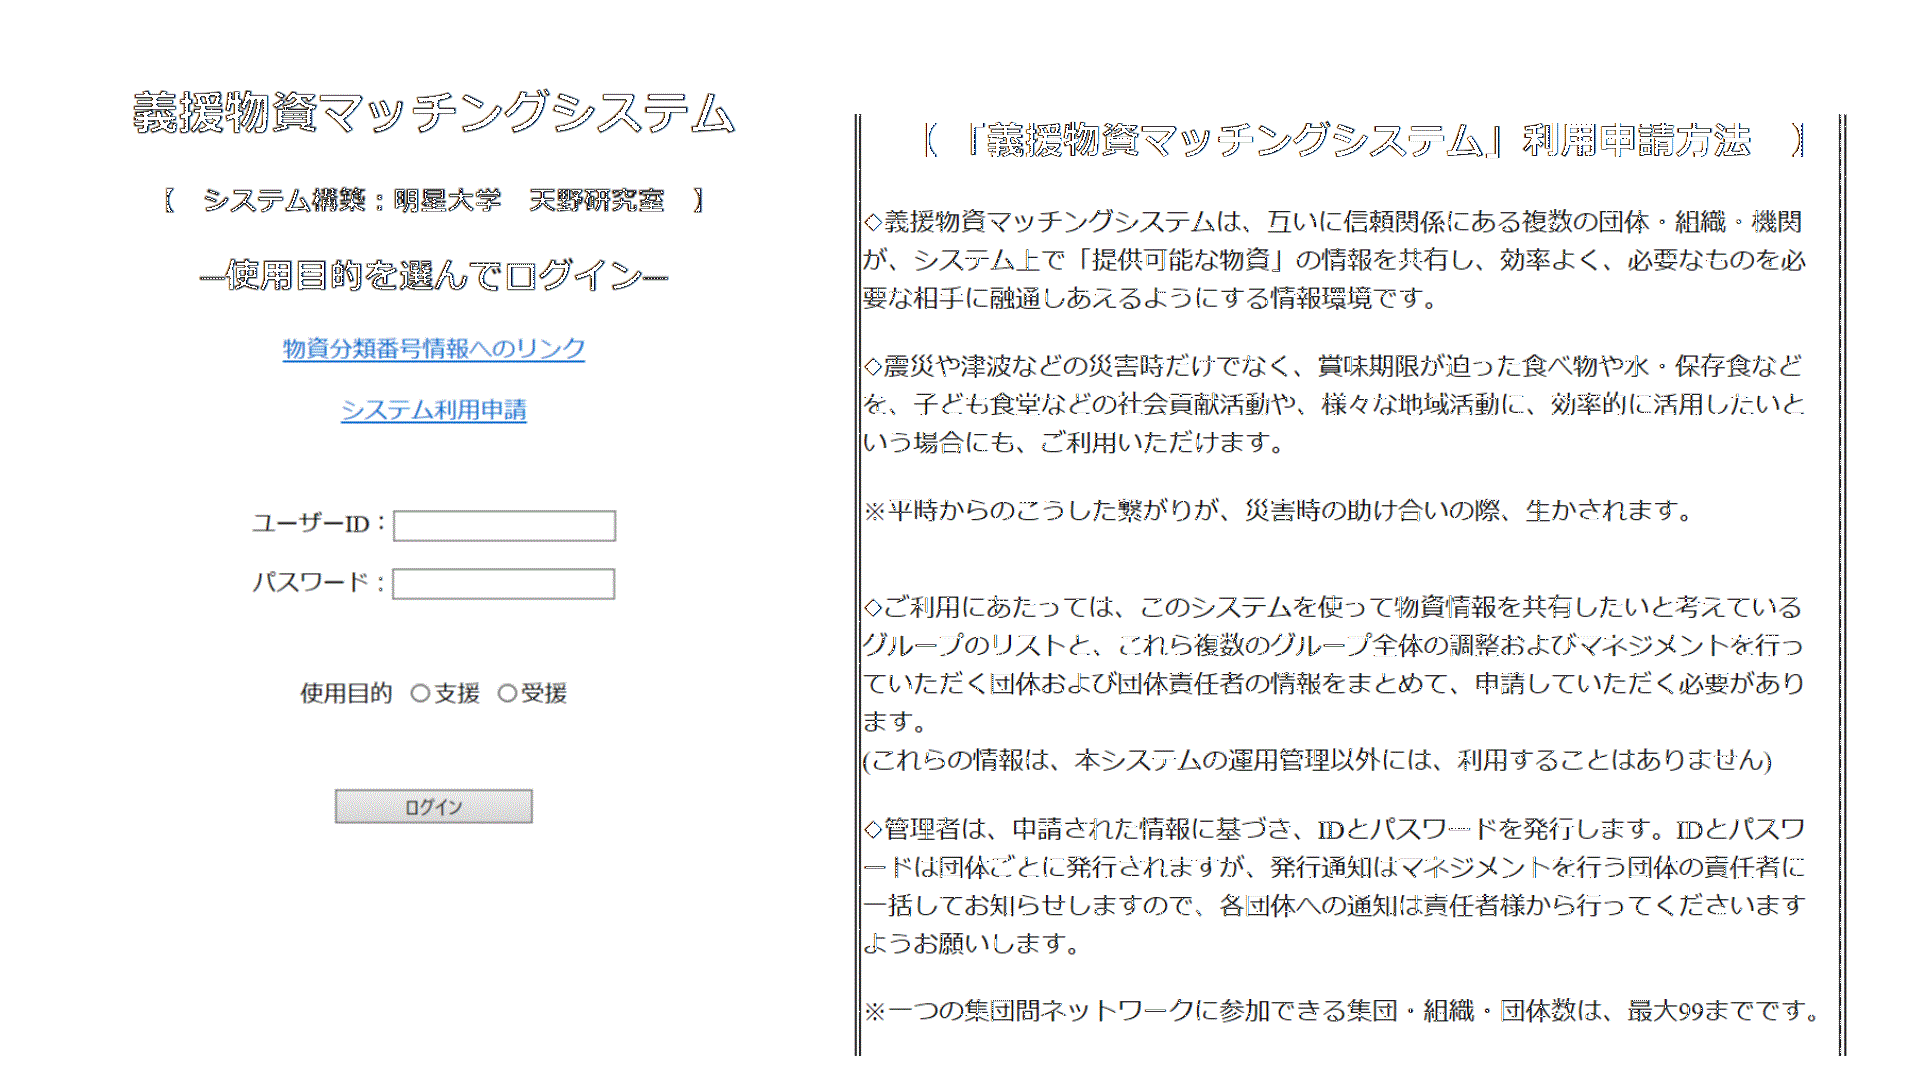 義援物資マッチングシステム
【　システム構築：明星大学　天野研究室　】
―使用目的を選んでログイン―
物資分類番号情報へのリンク
システム利用申請
ユーザーID：
パスワード：
使用目的 ○支援 ○受援
ログイン
【 「義援物資マッチングシステム」利用申請方法　】
◇義援物資マッチングシステムは、互いに信頼関係にある複数の団体・組織・機関
が、システム上で「提供可能な物資」の情報を共有し、効率よく、必要なものを必
要な相手に融通しあえるようにする情報環境です。
◇震災や津波などの災害時だけでなく、賞味期限が迫った食べ物や水・保存食など
を、子ども食堂などの社会貢献活動や、様々な地域活動に、効率的に活用したいと
いう場合にも、ご利用いただけます。
※平時からのこうした繋がりが、災害時の助け合いの際、生かされます。
◇ご利用にあたっては、このシステムを使って物資情報を共有したいと考えている
グループのリストと、これら複数のグループ全体の調整およびマネジメントを行っ
ていただく団体および団体責任者の情報をまとめて、申請していただく必要があり
ます。
(これらの情報は、本システムの運用管理以外には、利用することはありません)
◇管理者は、申請された情報に基づき、IDとパスワードを発行します。IDとパスワ
ードは団体ごとに発行されますが、発行通知はマネジメントを行う団体の責任者に
一括してお知らせしますので、各団体への通知は責任者様から行ってくださいます
ようお願いします。
※一つの集団間ネットワークに参加できる集団・組織・団体数は、最大99までです。